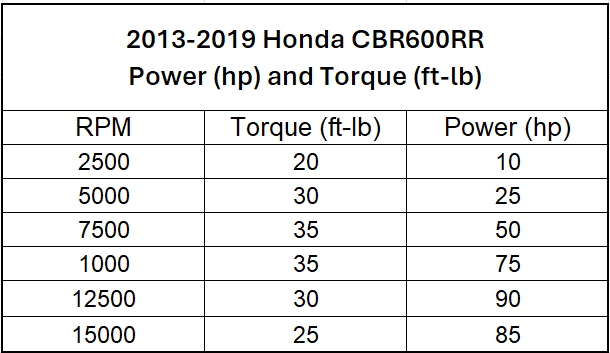 2013-2019 Honda CBR600RR
Power (hp) and Torque (ft-lb)
RPM Torque (ft-lb) Power (hp)
2500 20 10
5000 30 25
7500 35 50
1000 35 75
12500 30 90
15000 25 85